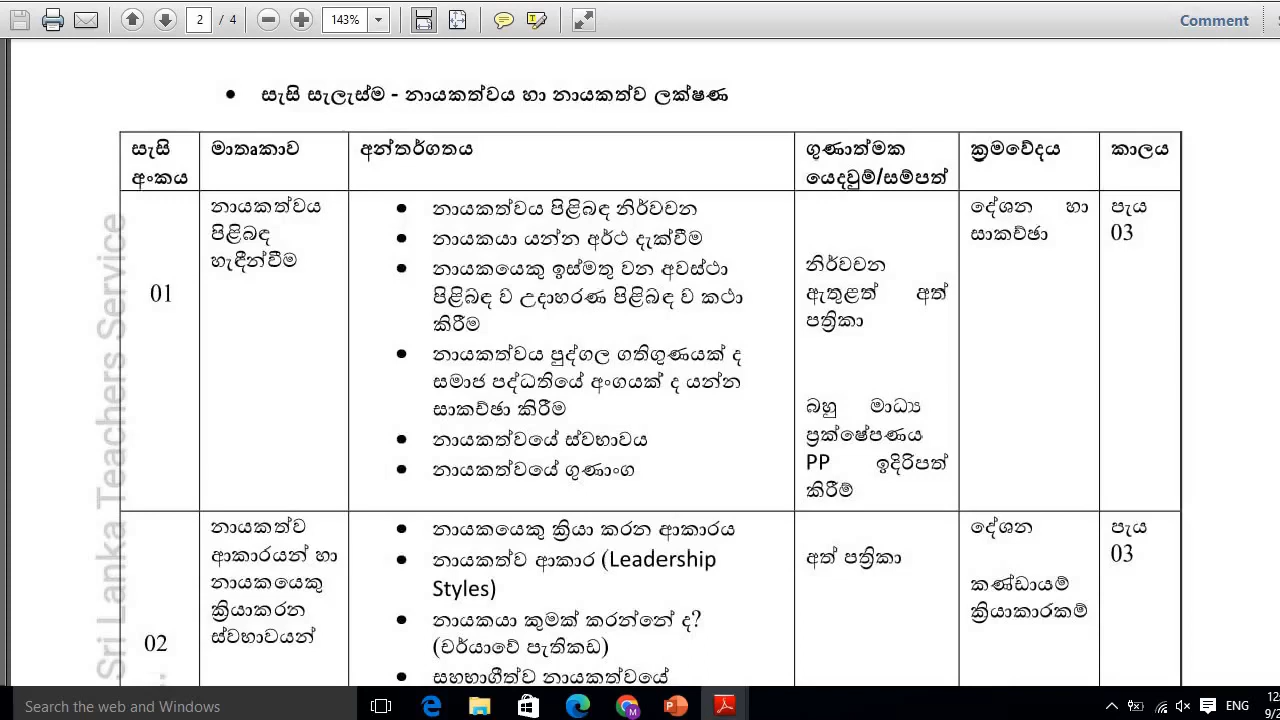 2 / 4
143%
Comment
• සැසි සැලැස්ම - නායකත්වය හා නායකත්ව ලක්ෂණ
සැසි අංකය
මාතෘකාව
අන්තර්ගතය
ගුණාත්මක
යෙදවුම්/සම්පත්
ක්‍රමවේදය
කාලය
01
නායකත්වය
පිළිබඳ
හැඳීන්වීම
• නායකත්වය පිළිබඳ නිර්වචන
• නායකයා යන්න අර්ථ දැක්වීම
• නායකයෙකු ඉස්මතු වන අවස්ථා
පිළිබඳ ව උදාහරණ පිළිබඳ ව කථා
කිරීම
• නායකත්වය පුද්ගල ගතිගුණයක් ද
සමාජ පද්ධතියේ අංගයක් ද යන්න
සාකච්ඡා කිරීම
• නායකත්වයේ ස්වභාවය
• නායකත්වයේ ගුණාංග
නිර්වචන
ඇතුළත් අත්
පත්‍රිකා
බහු මාධ්‍ය
ප්‍රක්ෂේපණය
PP ඉදිරිපත්
කිරීම්
දේශන හා
සාකච්ඡා
පැය
03
02
නායකත්ව
ආකාරයන් හා
නායකයෙකු
ක්‍රියාකරන
ස්වභාවයන්
• නායකයෙකු ක්‍රියා කරන ආකාරය
• නායකත්ව ආකාර (Leadership
Styles)
• නායකයා කුමක් කරන්නේ ද?
(චර්යාවේ පැතිකඩ)
• සහභාගීත්ව නායකත්වයේ
අත් පත්‍රිකා
දේශන
කණ්ඩායම්
ක්‍රියාකාරකම්
පැය
03
Sri Lanka Teachers Service
Search the web and Windows
ENG